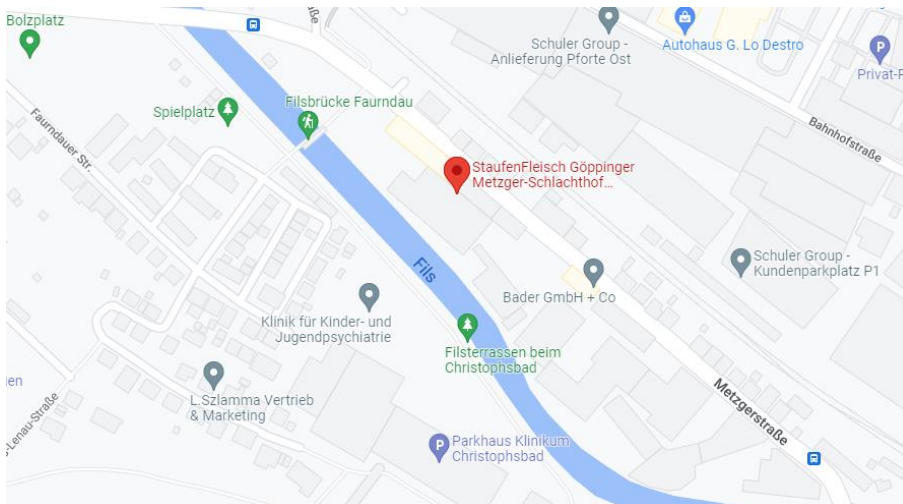 Bolzplatz
Schuler Group -
Anlieferung Pforte Ost
Autohaus G. Lo Destro
P
Privat-P
Spielplatz
Filsbrücke Faurndau
Bahnhofstraße
Faurndauer Str.
StaufenFleisch Göppinger
Metzger-Schlachthof...
Fils
Schuler Group -
Kundenparkplatz P1
Bader GmbH + Co
Klinik für Kinder- und
Jugendpsychiatrie
Filsterrassen beim
Christophsbad
en
L.Szlamma Vertrieb
& Marketing
Metzgerstraße
-Lenau-Straße
P
Parkhaus Klinikum
Christophsbad